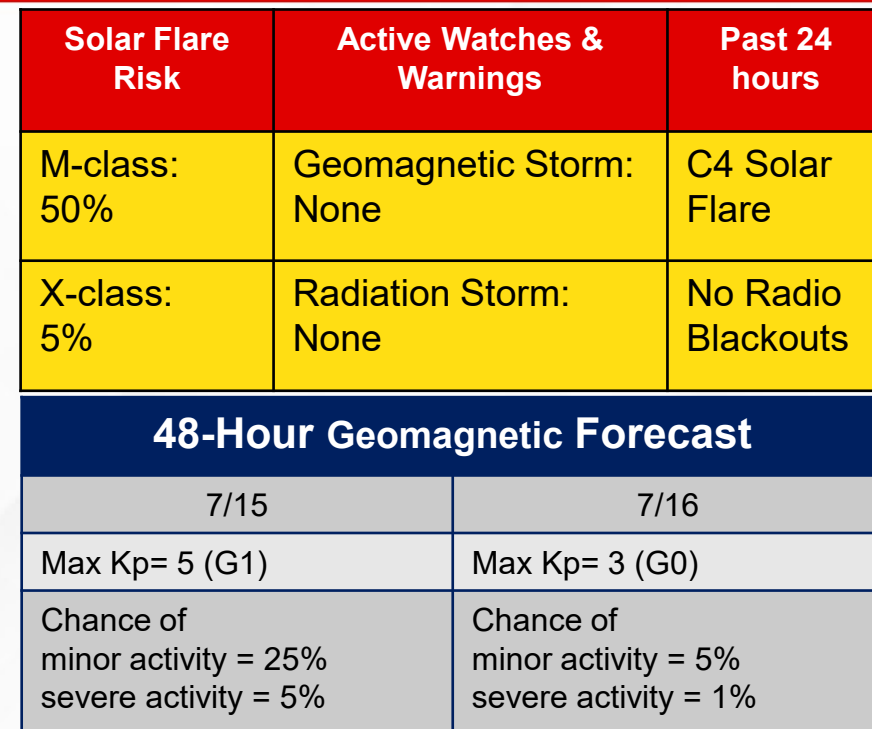 Solar Flare
Risk
Active Watches &
Warnings
Past 24
hours
M-class:
50%
Geomagnetic Storm:
None
C4 Solar
Flare
X-class:
5%
Radiation Storm:
None
No Radio
Blackouts
48-Hour Geomagnetic Forecast
7/15
7/16
Max Kp= 5 (G1)
Max Kp= 3 (G0)
Chance of
minor activity = 25%
severe activity = 5%
Chance of
minor activity = 5%
severe activity = 1%